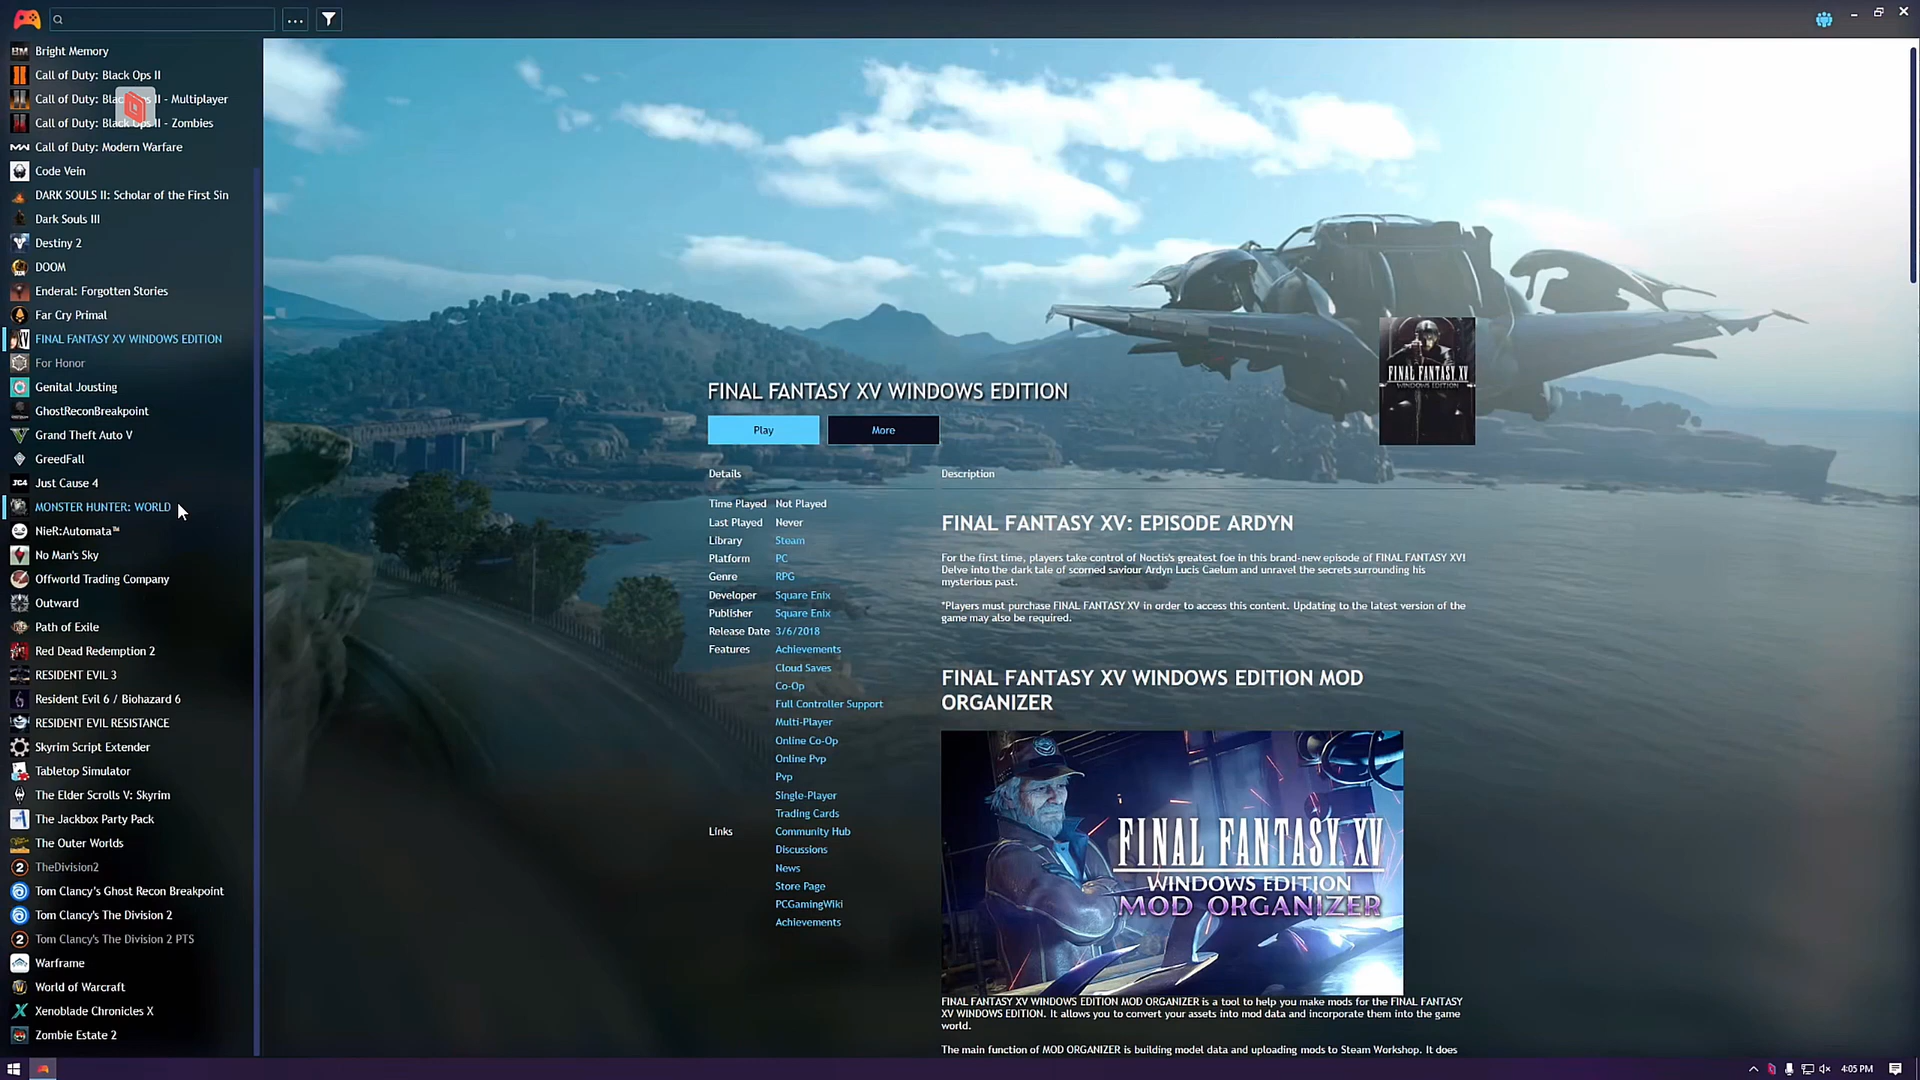 ...
BM Bright Memory
Call of Duty: Black Ops II
Call of Duty: Black Ops II - Multiplayer
Call of Duty: Black Ops II - Zombies
MW Call of Duty: Modern Warfare
Code Vein
DARK SOULS II: Scholar of the First Sin
Dark Souls III
Destiny 2
DOOM
Enderal: Forgotten Stories
Far Cry Primal
XV FINAL FANTASY XV WINDOWS EDITION
For Honor
Genital Jousting
GhostReconBreakpoint
Grand Theft Auto V
GreedFall
JC4 Just Cause 4
MONSTER HUNTER: WORLD
NieR:Automata™
No Man's Sky
Offworld Trading Company
Outward
Path of Exile
Red Dead Redemption 2
RESIDENT EVIL 3
Resident Evil 6 / Biohazard 6
RESIDENT EVIL RESISTANCE
Skyrim Script Extender
Tabletop Simulator
The Elder Scrolls V: Skyrim
The Jackbox Party Pack
The Outer Worlds
2 TheDivision2
Tom Clancy's Ghost Recon Breakpoint
Tom Clancy's The Division 2
2 Tom Clancy's The Division 2 PTS
Warframe
World of Warcraft
Xenoblade Chronicles X
Zombie Estate 2
FINAL FANTASY XV
WINDOWS EDITION
FINAL FANTASY XV WINDOWS EDITION
Play More
Details Description
Time Played Not Played
Last Played Never
Library Steam
Platform PC
Genre RPG
Developer Square Enix
Publisher Square Enix
Release Date 3/6/2018
Features Achievements
Cloud Saves
Co-Op
Full Controller Support
Multi-Player
Online Co-Op
Online Pvp
Pvp
Single-Player
Trading Cards
Links Community Hub
Discussions
News
Store Page
PCGamingWiki
Achievements
FINAL FANTASY XV: EPISODE ARDYN
For the first time, players take control of Noctis's greatest foe in this brand-new episode of FINAL FANTASY XV!
Delve into the dark tale of scorned saviour Ardyn Lucis Caelum and unravel the secrets surrounding his
mysterious past.
*Players must purchase FINAL FANTASY XV in order to access this content. Updating to the latest version of the
game may also be required.
FINAL FANTASY XV WINDOWS EDITION MOD
ORGANIZER
FINAL FANTASY XV
WINDOWS EDITION
MOD ORGANIZER
FINAL FANTASY XV WINDOWS EDITION MOD ORGANIZER is a tool to help you make mods for the FINAL FANTASY
XV WINDOWS EDITION. It allows you to convert your assets into mod data and incorporate them into the game
world.
The main function of MOD ORGANIZER is building model data and uploading mods to Steam Workshop. It does
4:05 PM